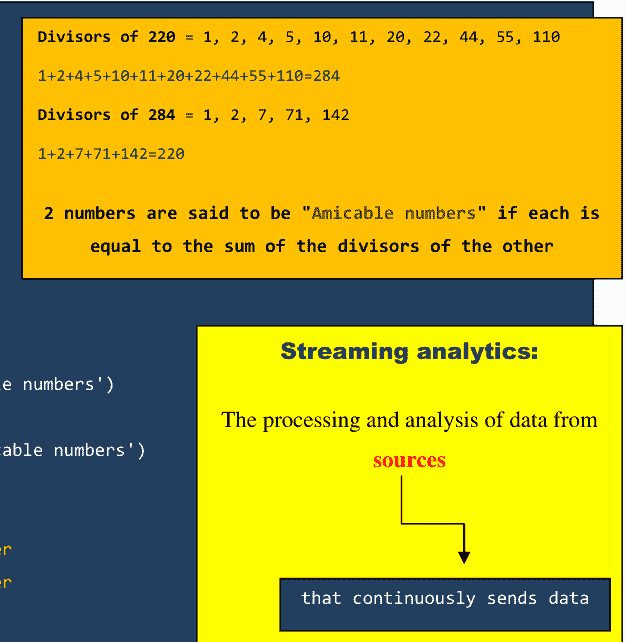 Divisors of 220 = 1, 2, 4, 5, 10, 11, 20, 22, 44, 55, 110
1+2+4+5+10+11+20+22+44+55+110=284
Divisors of 284 = 1, 2, 7, 71, 142
1+2+7+71+142=220
2 numbers are said to be "Amicable numbers" if each is
equal to the sum of the divisors of the other
numbers')
numbers')
Streaming analytics:
The processing and analysis of data from
sources
that continuously sends data